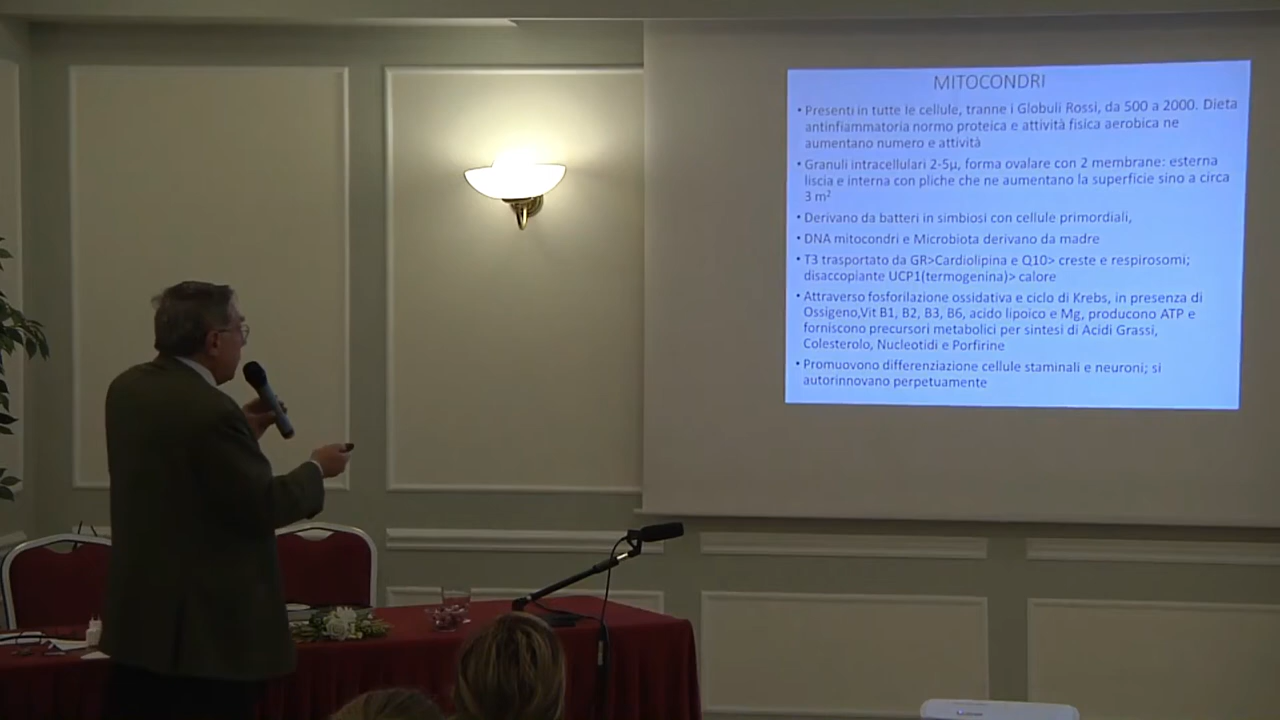 MITOCONDRI
• Presenti in tutte le cellule, tranne i Globuli Rossi, da 500 a 2000. Dieta
antinfiammatoria normo proteica e attività fisica aerobica ne
aumentano numero e attività
• Granuli intracellulari 2-5µ, forma ovalare con 2 membrane: esterna
liscia e interna con pliche che ne aumentano la superficie sino a circa
3 m²
• Derivano da batteri in simbiosi con cellule primordiali,
• DNA mitocondri e Microbiota derivano da madre
• T3 trasportato da GR>Cardiolipina e Q10> creste e respirosomi;
disaccopiante UCP1(termogenina)> calore
• Attraverso fosforilazione ossidativa e ciclo di Krebs, in presenza di
Ossigeno,Vit B1, B2, B3, B6, acido lipoico e Mg, producono ATP e
forniscono precursori metabolici per sintesi di Acidi Grassi,
Colesterolo, Nucleotidi e Porfirine
• Promuovono differenziazione cellule staminali e neuroni; si
autorinnovano perpetuamente